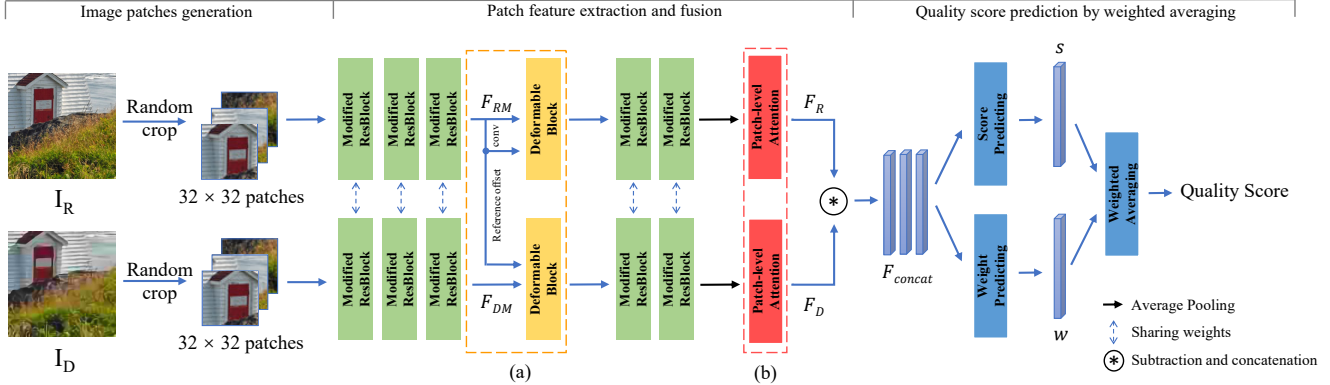 Image patches generation
Patch feature extraction and fusion
Quality score prediction by weighted averaging
Random
crop
32 × 32 patches
I_R
Modified
ResBlock
Modified
ResBlock
Modified
ResBlock
F_RM
conv
Reference offset
Deformable
Block
Modified
ResBlock
Modified
ResBlock
Patch-level
Attention
F_R
Random
crop
32 × 32 patches
I_D
Modified
ResBlock
Modified
ResBlock
Modified
ResBlock
F_DM
Deformable
Block
Modified
ResBlock
Modified
ResBlock
Patch-level
Attention
F_D
(a)
(b)
*
F_concat
Score
Predicting
s
Weight
Predicting
w
Weighted
Averaging
Quality Score
Average Pooling
Sharing weights
* Subtraction and concatenation